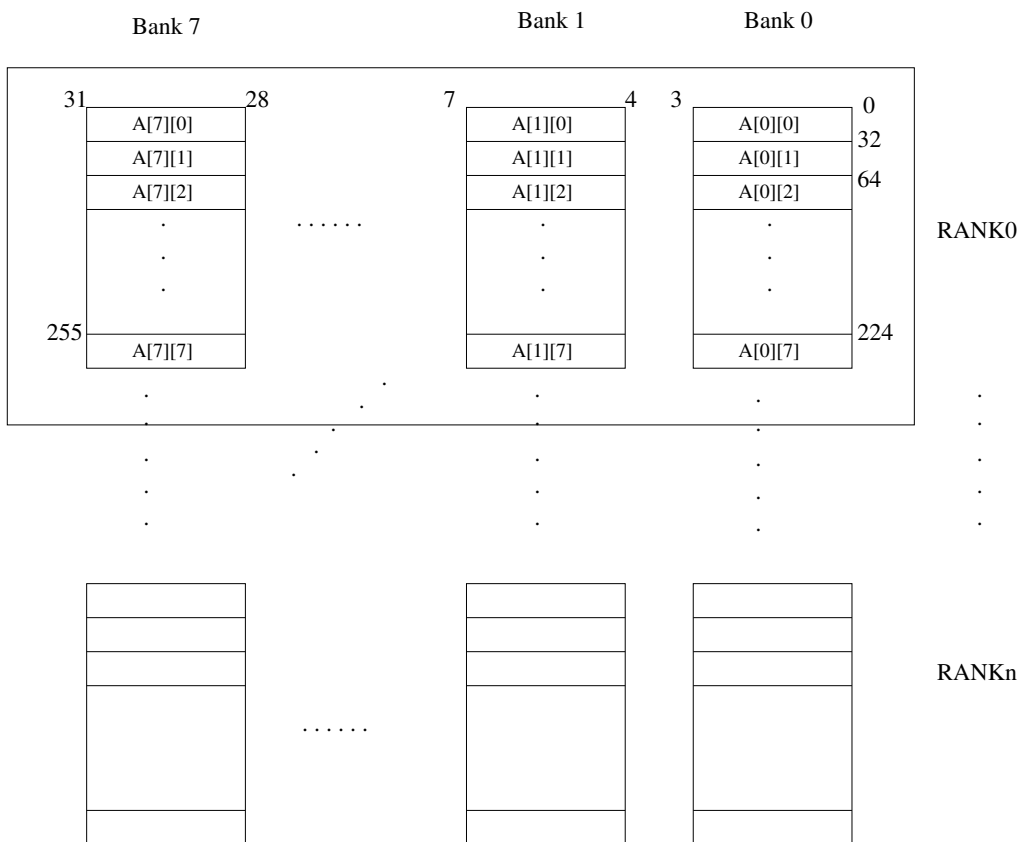 Bank 7 Bank 1 Bank 0
31 28 7 4 3 0
A[7][0] A[1][0] A[0][0]
32
A[7][1] A[1][1] A[0][1]
64
A[7][2] A[1][2] A[0][2]
RANK0
255 224
A[7][7] A[1][7] A[0][7]
RANKn